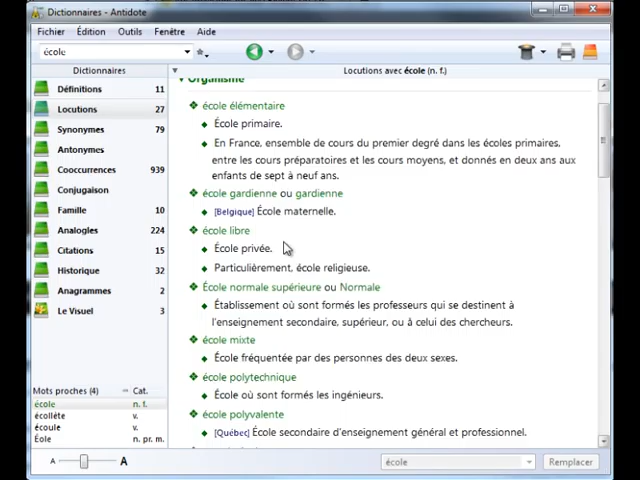 Dictionnaires - Antidote
Fichier Édition Outils Fenêtre Aide
école
Dictionnaires
Locutions avec école (n. f.)
Définitions 11
Locutions 27
Synonymes 79
Antonymes
Cooccurrences 939
Conjugaison
Famille 10
Analogies 224
Citations 15
Historique 32
Anagrammes 2
Le Visuel 3
Mots proches (4) Cat.
école n. f.
écollète v.
écoule v.
Éole n. pr. m.
Organisme
école élémentaire
École primaire.
En France, ensemble de cours du premier degré dans les écoles primaires,
entre les cours préparatoires et les cours moyens, et donnés en deux ans aux
enfants de sept à neuf ans.
école gardienne ou gardienne
[Belgique] École maternelle.
école libre
École privée.
Particulièrement, école religieuse.
École normale supérieure ou Normale
Établissement où sont formés les professeurs qui se destinent à
l'enseignement secondaire, supérieur, ou à celui des chercheurs.
école mixte
École fréquentée par des personnes des deux sexes.
école polytechnique
École où sont formés les ingénieurs.
école polyvalente
[Québec] École secondaire d'enseignement général et professionnel.
A A
école
Remplacer